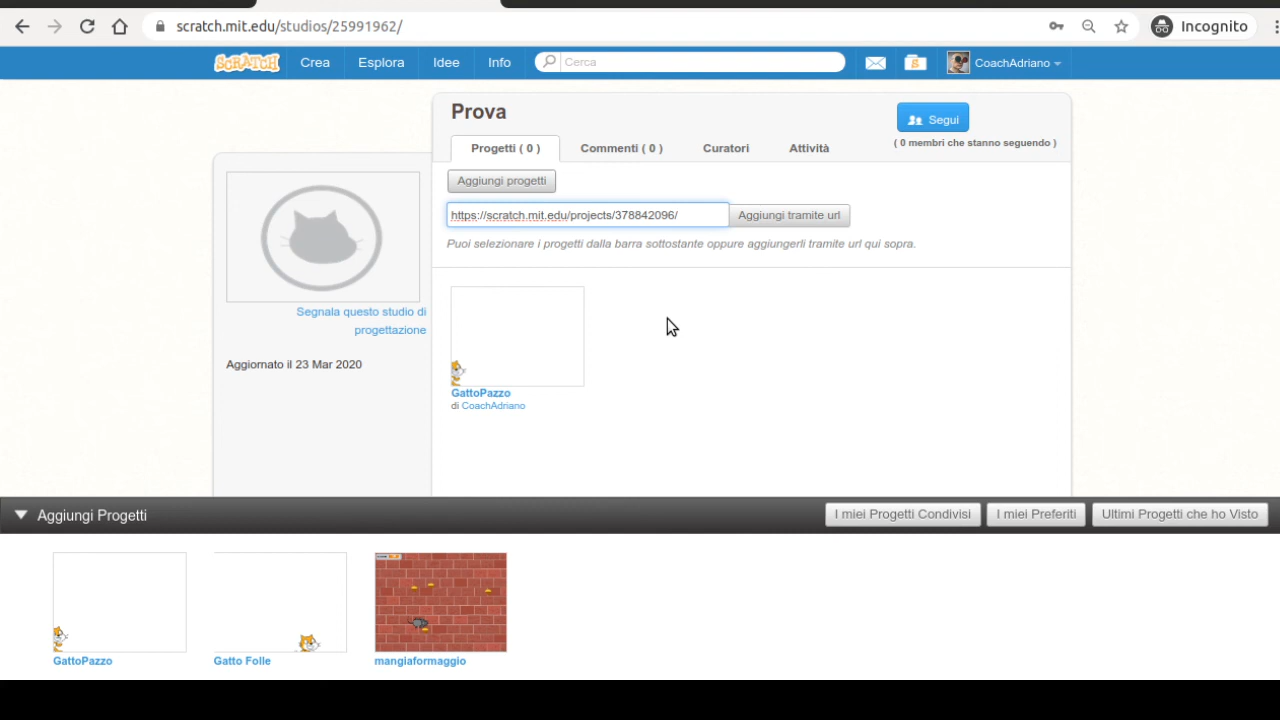 scratch.mit.edu/studios/25991962/
Incognito
SCRATCH Crea Esplora Idee Info Cerca CoachAdriano
Prova
Segui
( 0 membri che stanno seguendo )
Progetti ( 0 ) Commenti ( 0 ) Curatori Attività
Aggiungi progetti
https://scratch.mit.edu/projects/378842096/ Aggiungi tramite url
Puoi selezionare i progetti dalla barra sottostante oppure aggiungerli tramite url qui sopra.
Segnala questo studio di
progettazione
Aggiornato il 23 Mar 2020
GattoPazzo
di CoachAdriano
Aggiungi Progetti I miei Progetti Condivisi I miei Preferiti Ultimi Progetti che ho Visto
GattoPazzo Gatto Folle mangiaformaggio